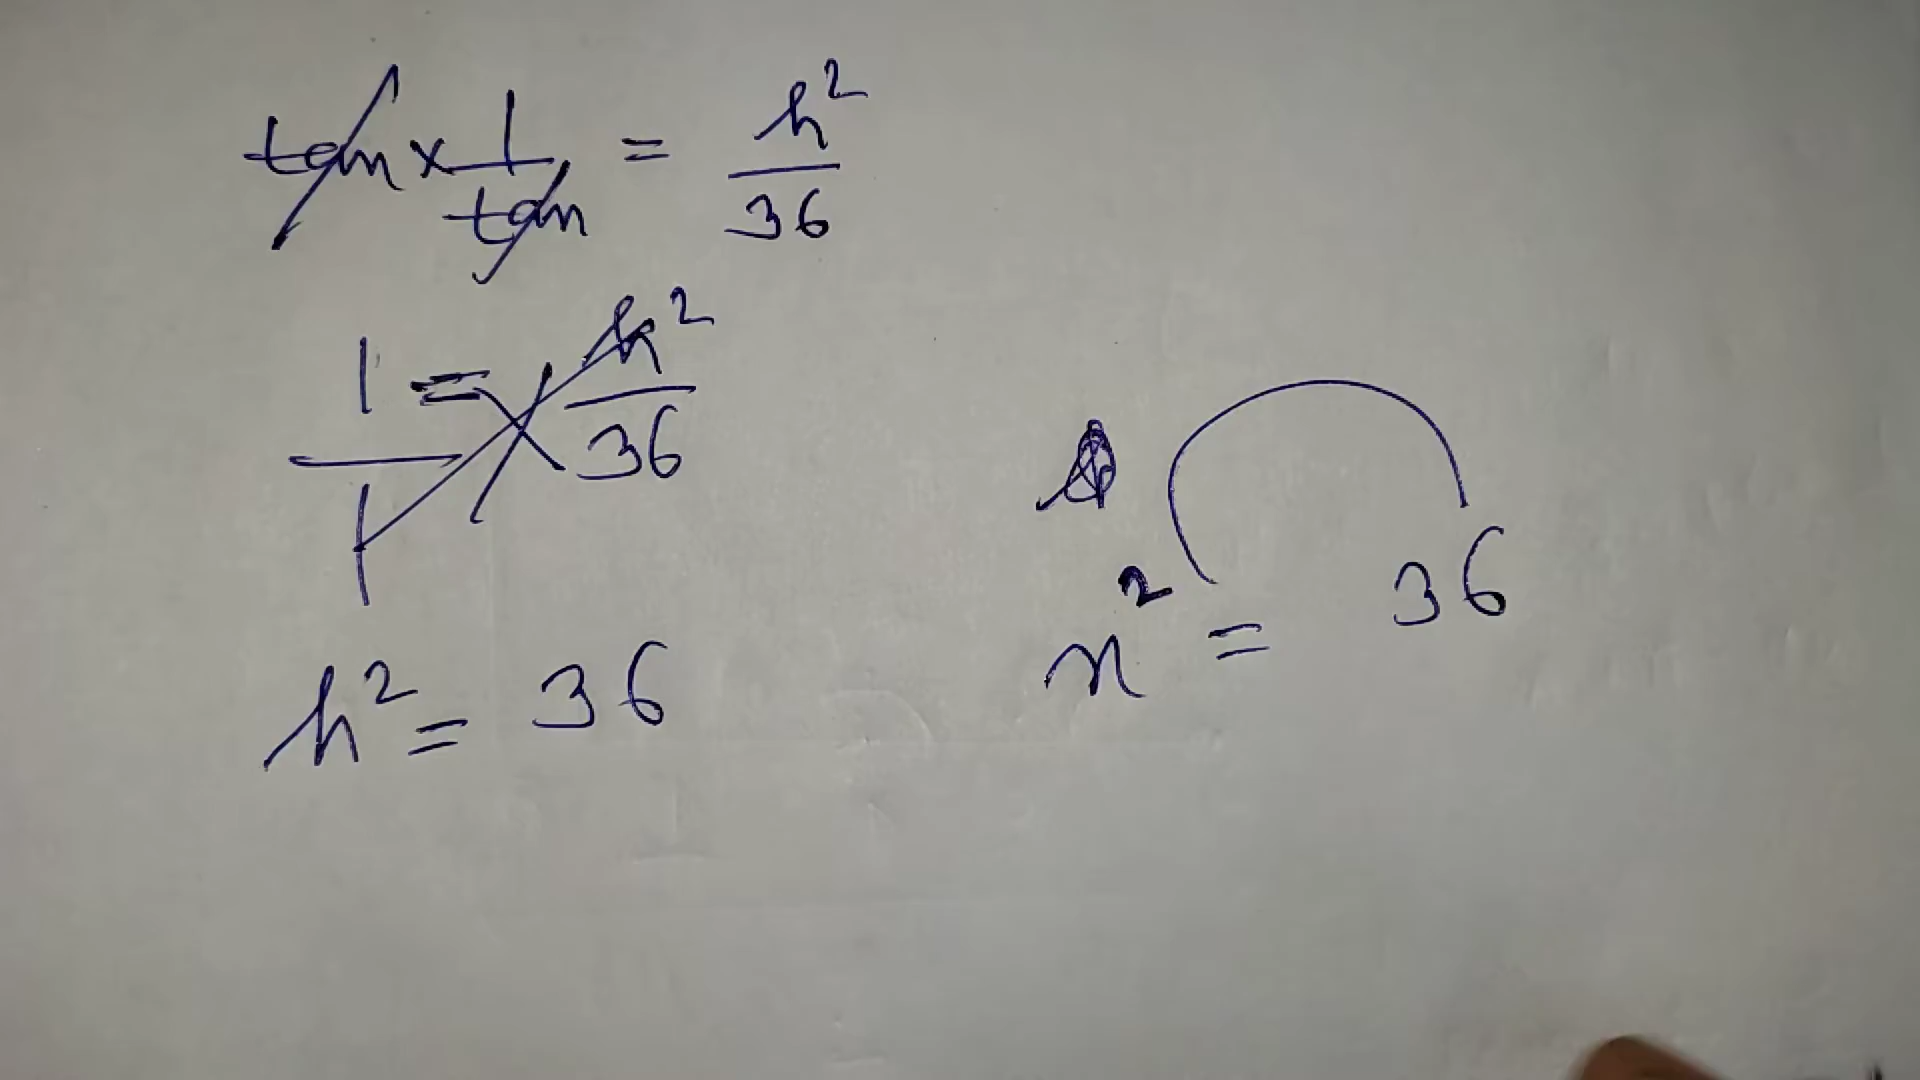 tan × 1/tan = h²/36
1/1 = h²/36
h² = 36
x² = 36